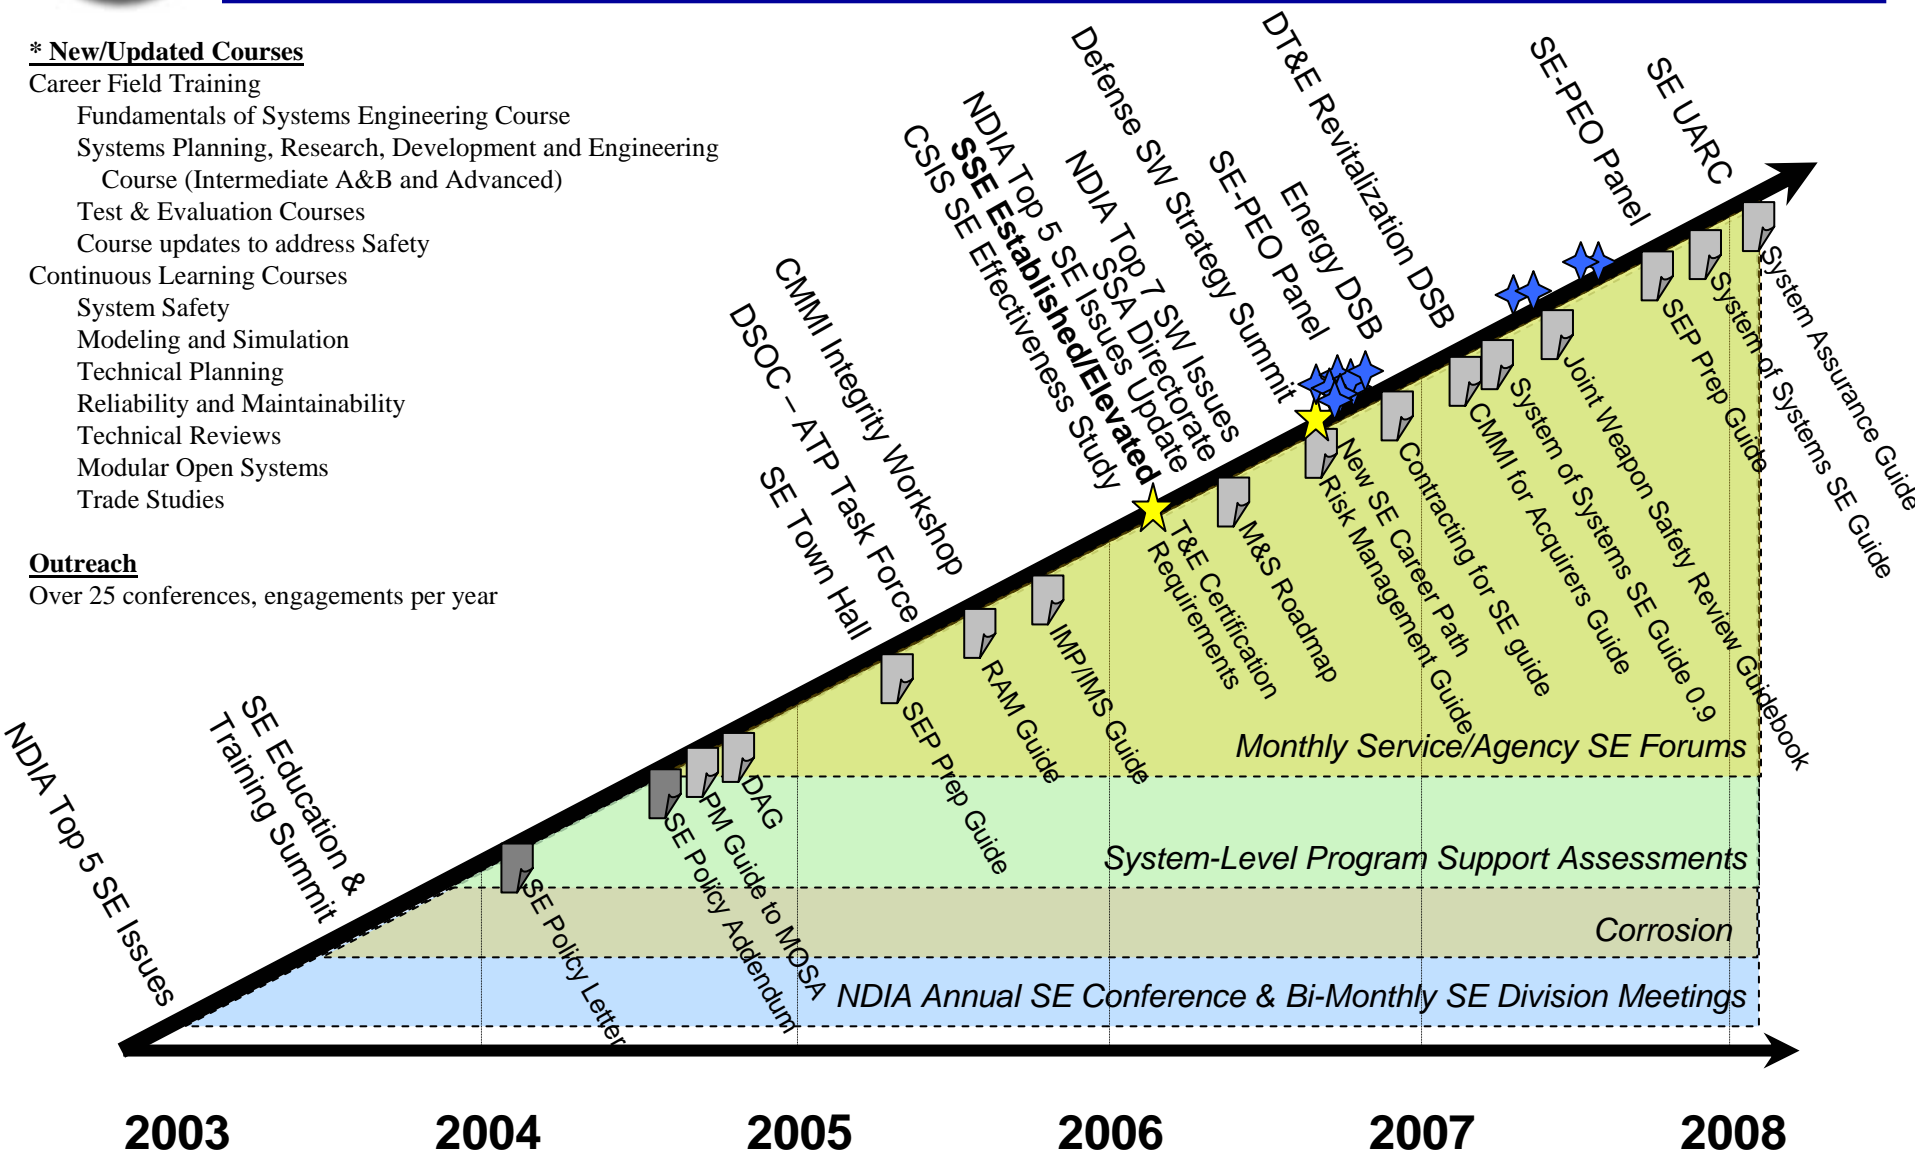 * New/Updated Courses
Career Field Training
Fundamentals of Systems Engineering Course
Systems Planning, Research, Development and Engineering
Course (Intermediate A&B and Advanced)
Test & Evaluation Courses
Course updates to address Safety
Continuous Learning Courses
System Safety
Modeling and Simulation
Technical Planning
Reliability and Maintainability
Technical Reviews
Modular Open Systems
Trade Studies
Outreach
Over 25 conferences, engagements per year
NDIA Top 5 SE Issues
SE Education &
Training Summit
SE Town Hall
DSOC – ATP Task Force
CMMI Integrity Workshop
CSIS SE Effectiveness Study
SSE Established/Elevated
NDIA Top 5 SE Issues Update
SSA Directorate
NDIA Top 7 SW Issues
Defense SW Strategy Summit
SE-PEO Panel
Energy DSB
DT&E Revitalization DSB
SE-PEO Panel
SE UARC
SE Policy Letter
SE Policy Addendum
PM Guide to MOSA
DAG
SEP Prep Guide
RAM Guide
IMP/IMS Guide
T&E Certification
Requirements
M&S Roadmap
Risk Management Guide
New SE Career Path
Contracting for SE guide
CMMI for Acquirers Guide
System of Systems SE Guide 0.9
Joint Weapon Safety Review Guidebook
SEP Prep Guide
System of Systems SE Guide
System Assurance Guide
Monthly Service/Agency SE Forums
System-Level Program Support Assessments
Corrosion
NDIA Annual SE Conference & Bi-Monthly SE Division Meetings
2003
2004
2005
2006
2007
2008